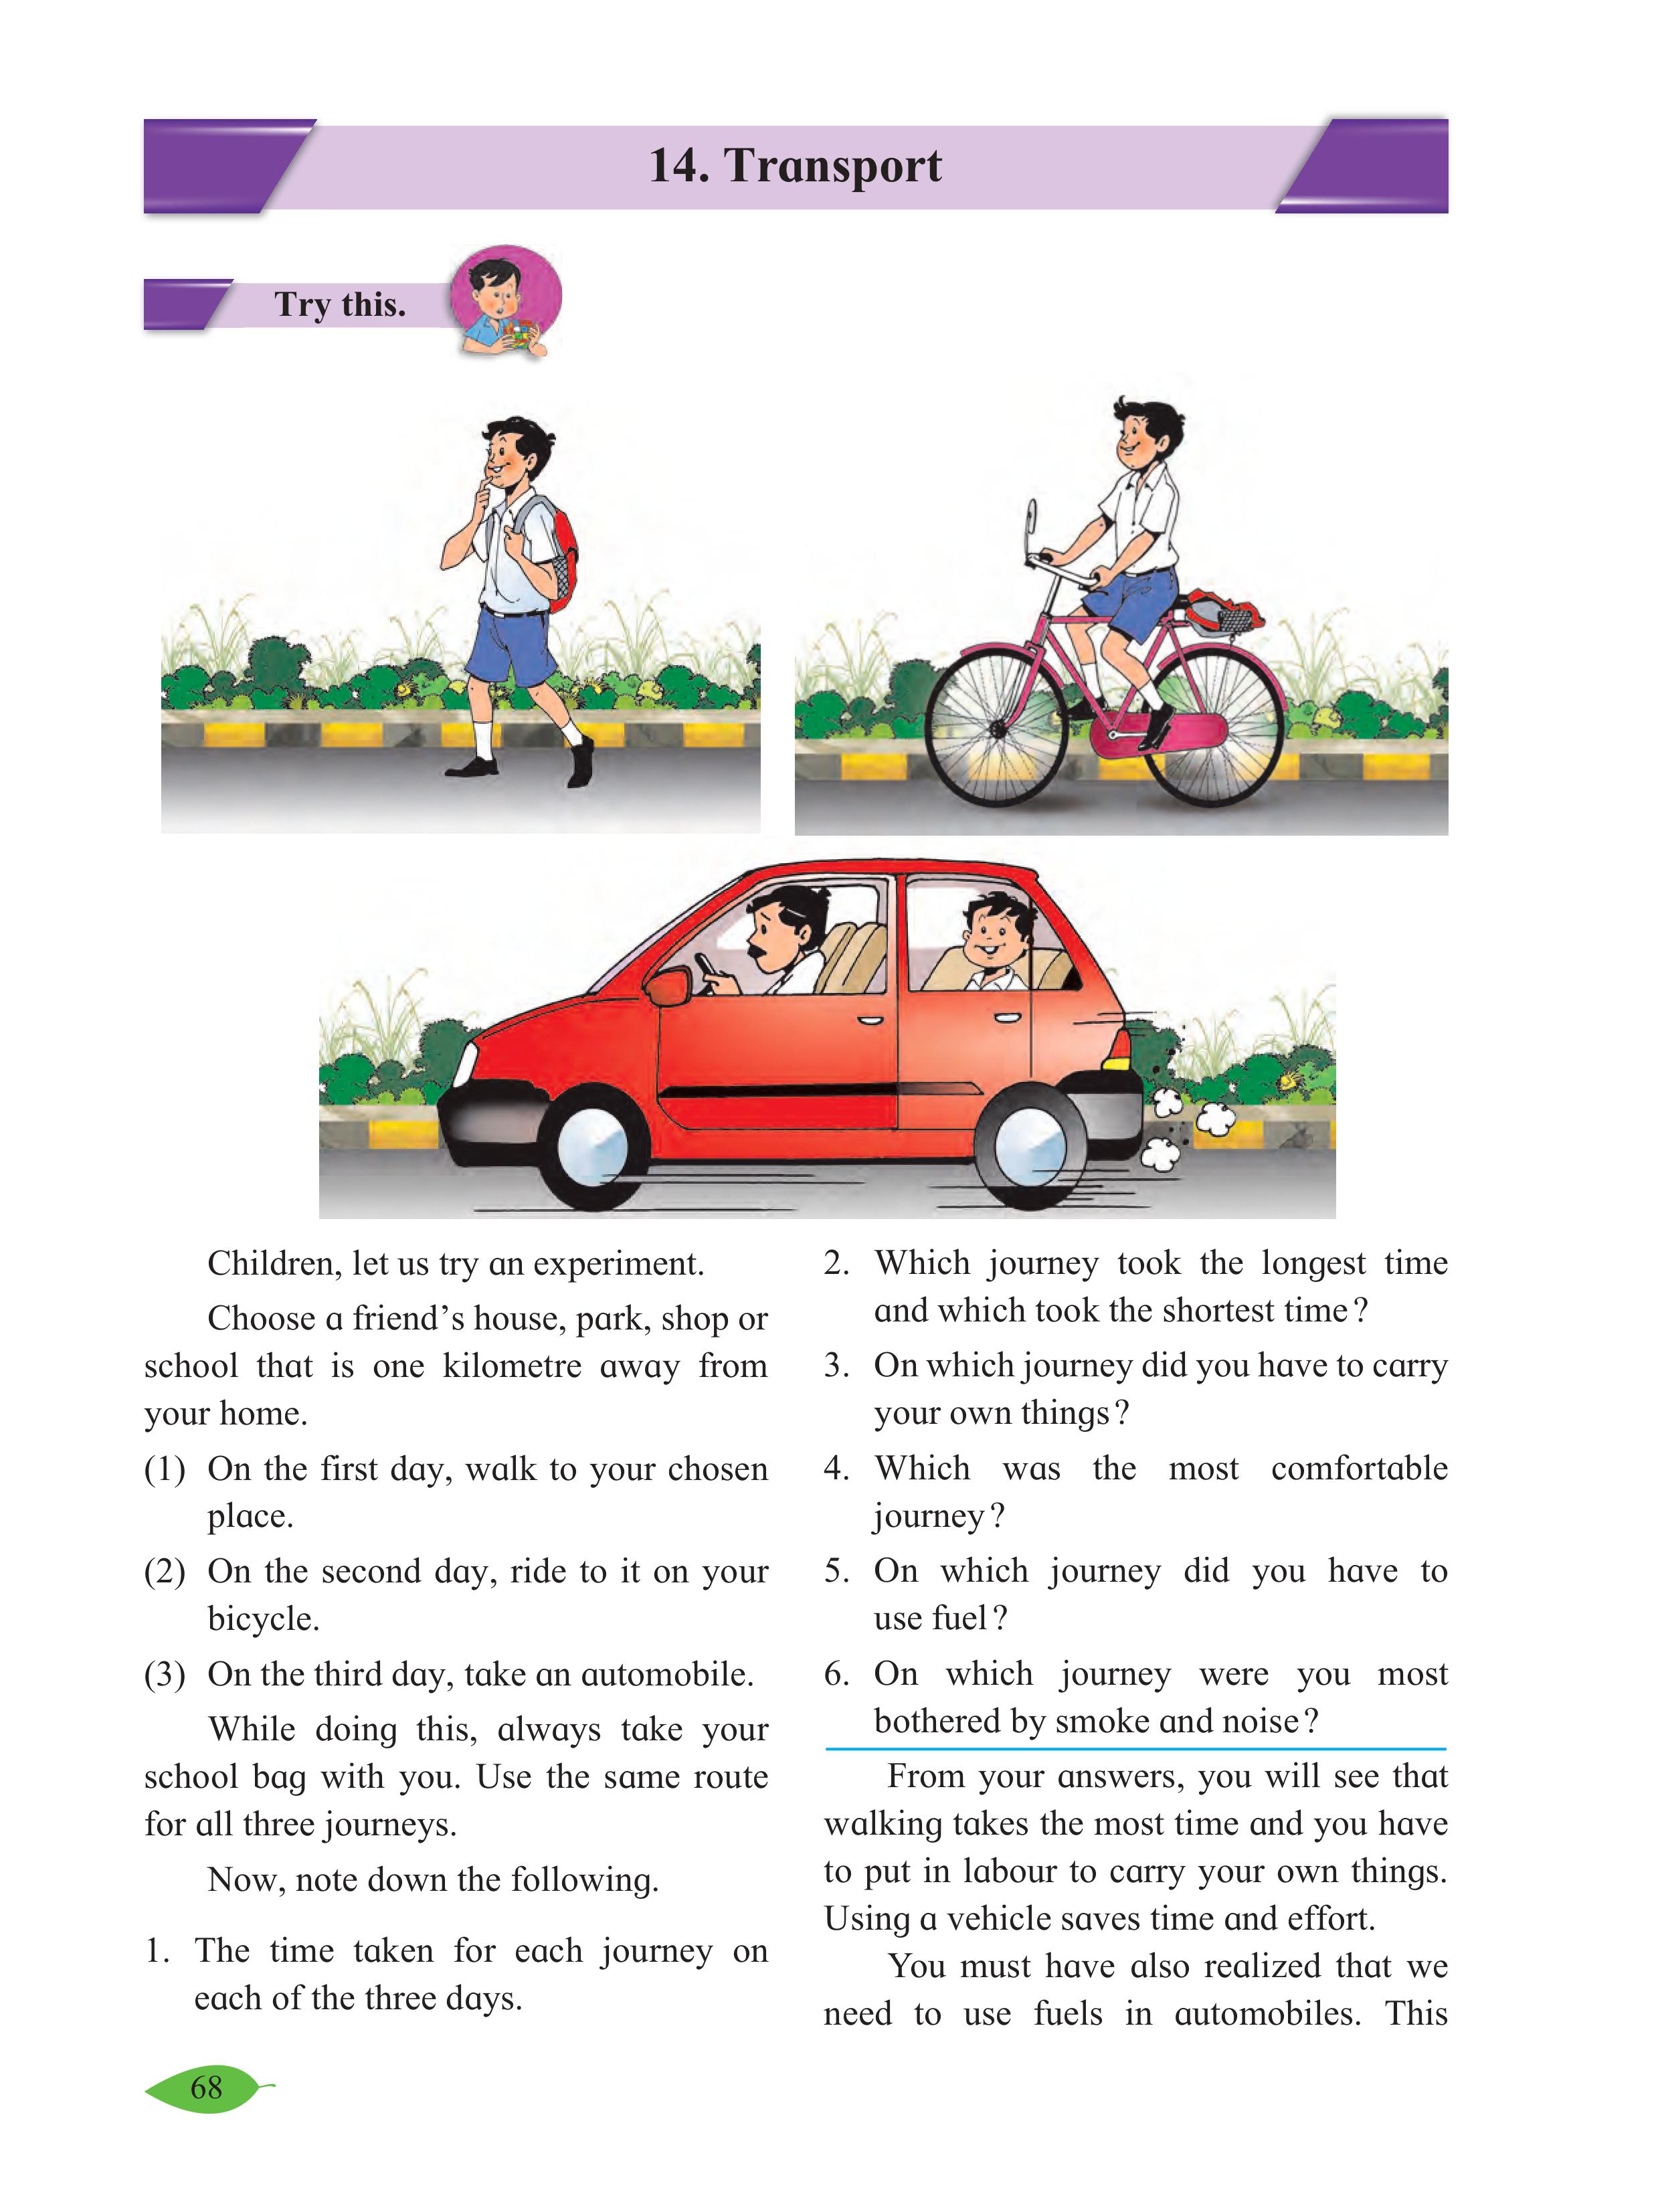 14. Transport
Try this.
Children, let us try an experiment.
Choose a friend's house, park, shop or
school that is one kilometre away from
your home.
(1) On the first day, walk to your chosen
place.
(2) On the second day, ride to it on your
bicycle.
(3) On the third day, take an automobile.
While doing this, always take your
school bag with you. Use the same route
for all three journeys.
Now, note down the following.
1. The time taken for each journey on
each of the three days.
2. Which journey took the longest time
and which took the shortest time?
3. On which journey did you have to carry
your own things?
4. Which was the most comfortable
journey?
5. On which journey did you have to
use fuel?
6. On which journey were you most
bothered by smoke and noise?
From your answers, you will see that
walking takes the most time and you have
to put in labour to carry your own things.
Using a vehicle saves time and effort.
You must have also realized that we
need to use fuels in automobiles. This
68